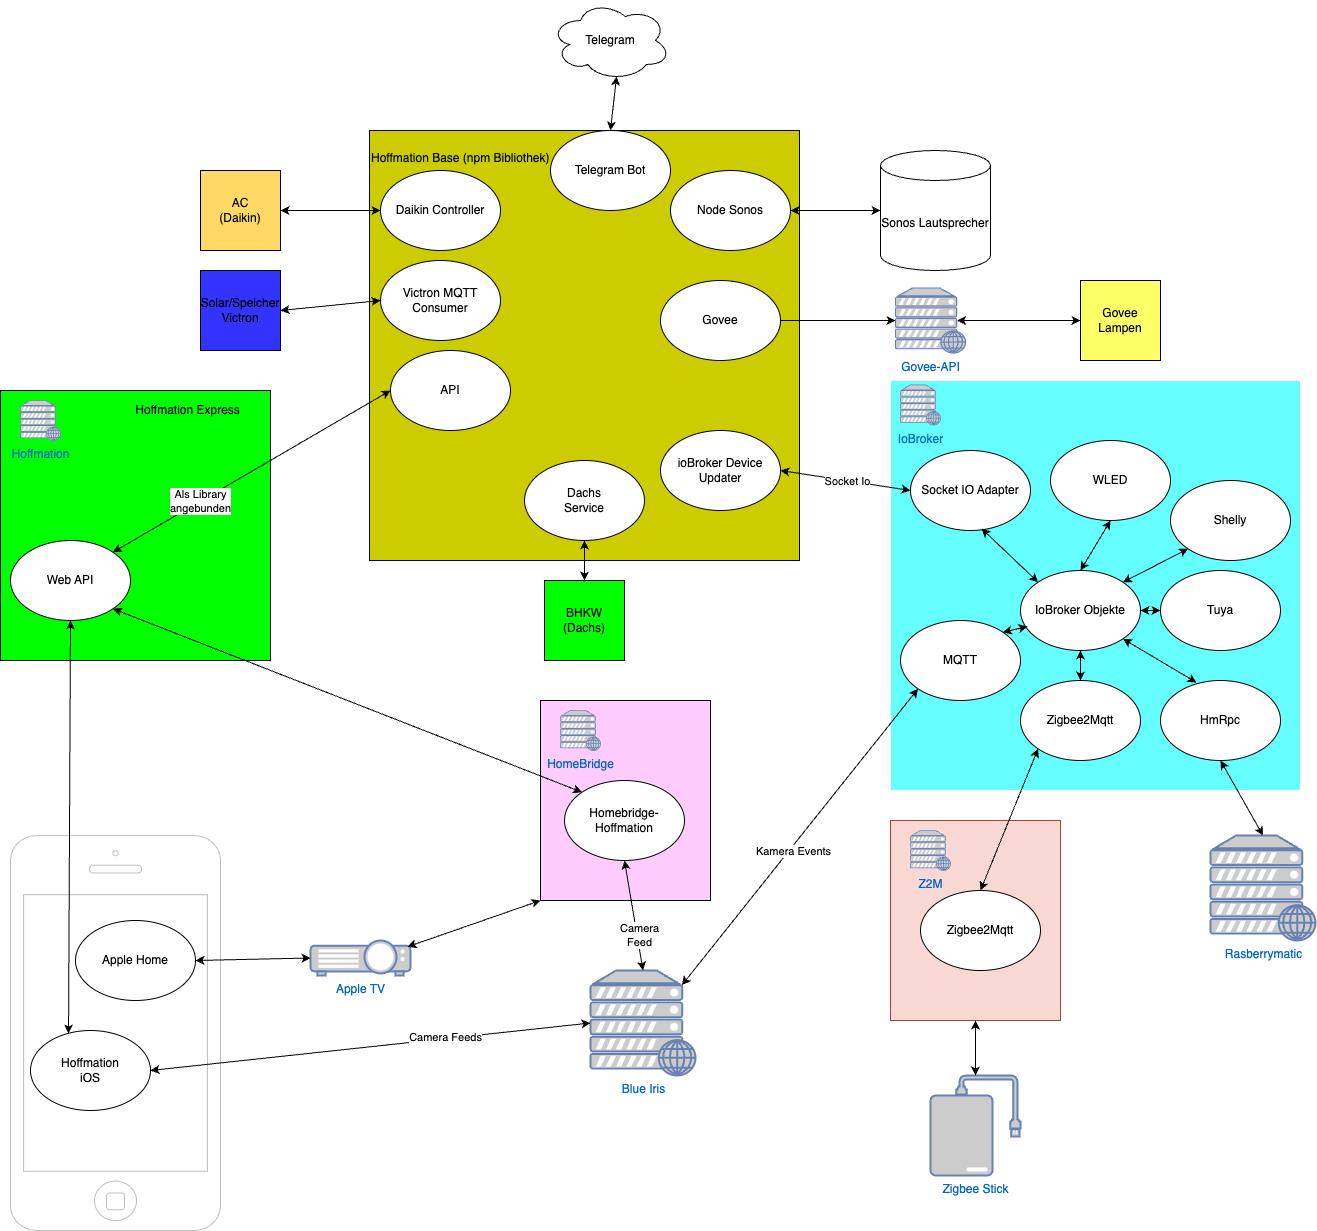 Telegram
Hoffmation Base (npm Bibliothek)
Telegram Bot
Daikin Controller
Node Sonos
AC
(Daikin)
Sonos Lautsprecher
Victron MQTT
Consumer
Solar/Speicher
Victron
Govee
Govee
Lampen
Govee-API
API
Hoffmation Express
Hoffmation
IoBroker
ioBroker Device
Updater
Socket Io
Socket IO Adapter
WLED
Shelly
Als Library
angebunden
Dachs
Service
Web API
BHKW
(Dachs)
IoBroker Objekte
Tuya
MQTT
Zigbee2Mqtt
HmRpc
HomeBridge
Homebridge-
Hoffmation
Kamera Events
Z2M
Zigbee2Mqtt
Rasberrymatic
Camera
Feed
Apple Home
Apple TV
Camera Feeds
Hoffmation
iOS
Blue Iris
Zigbee Stick